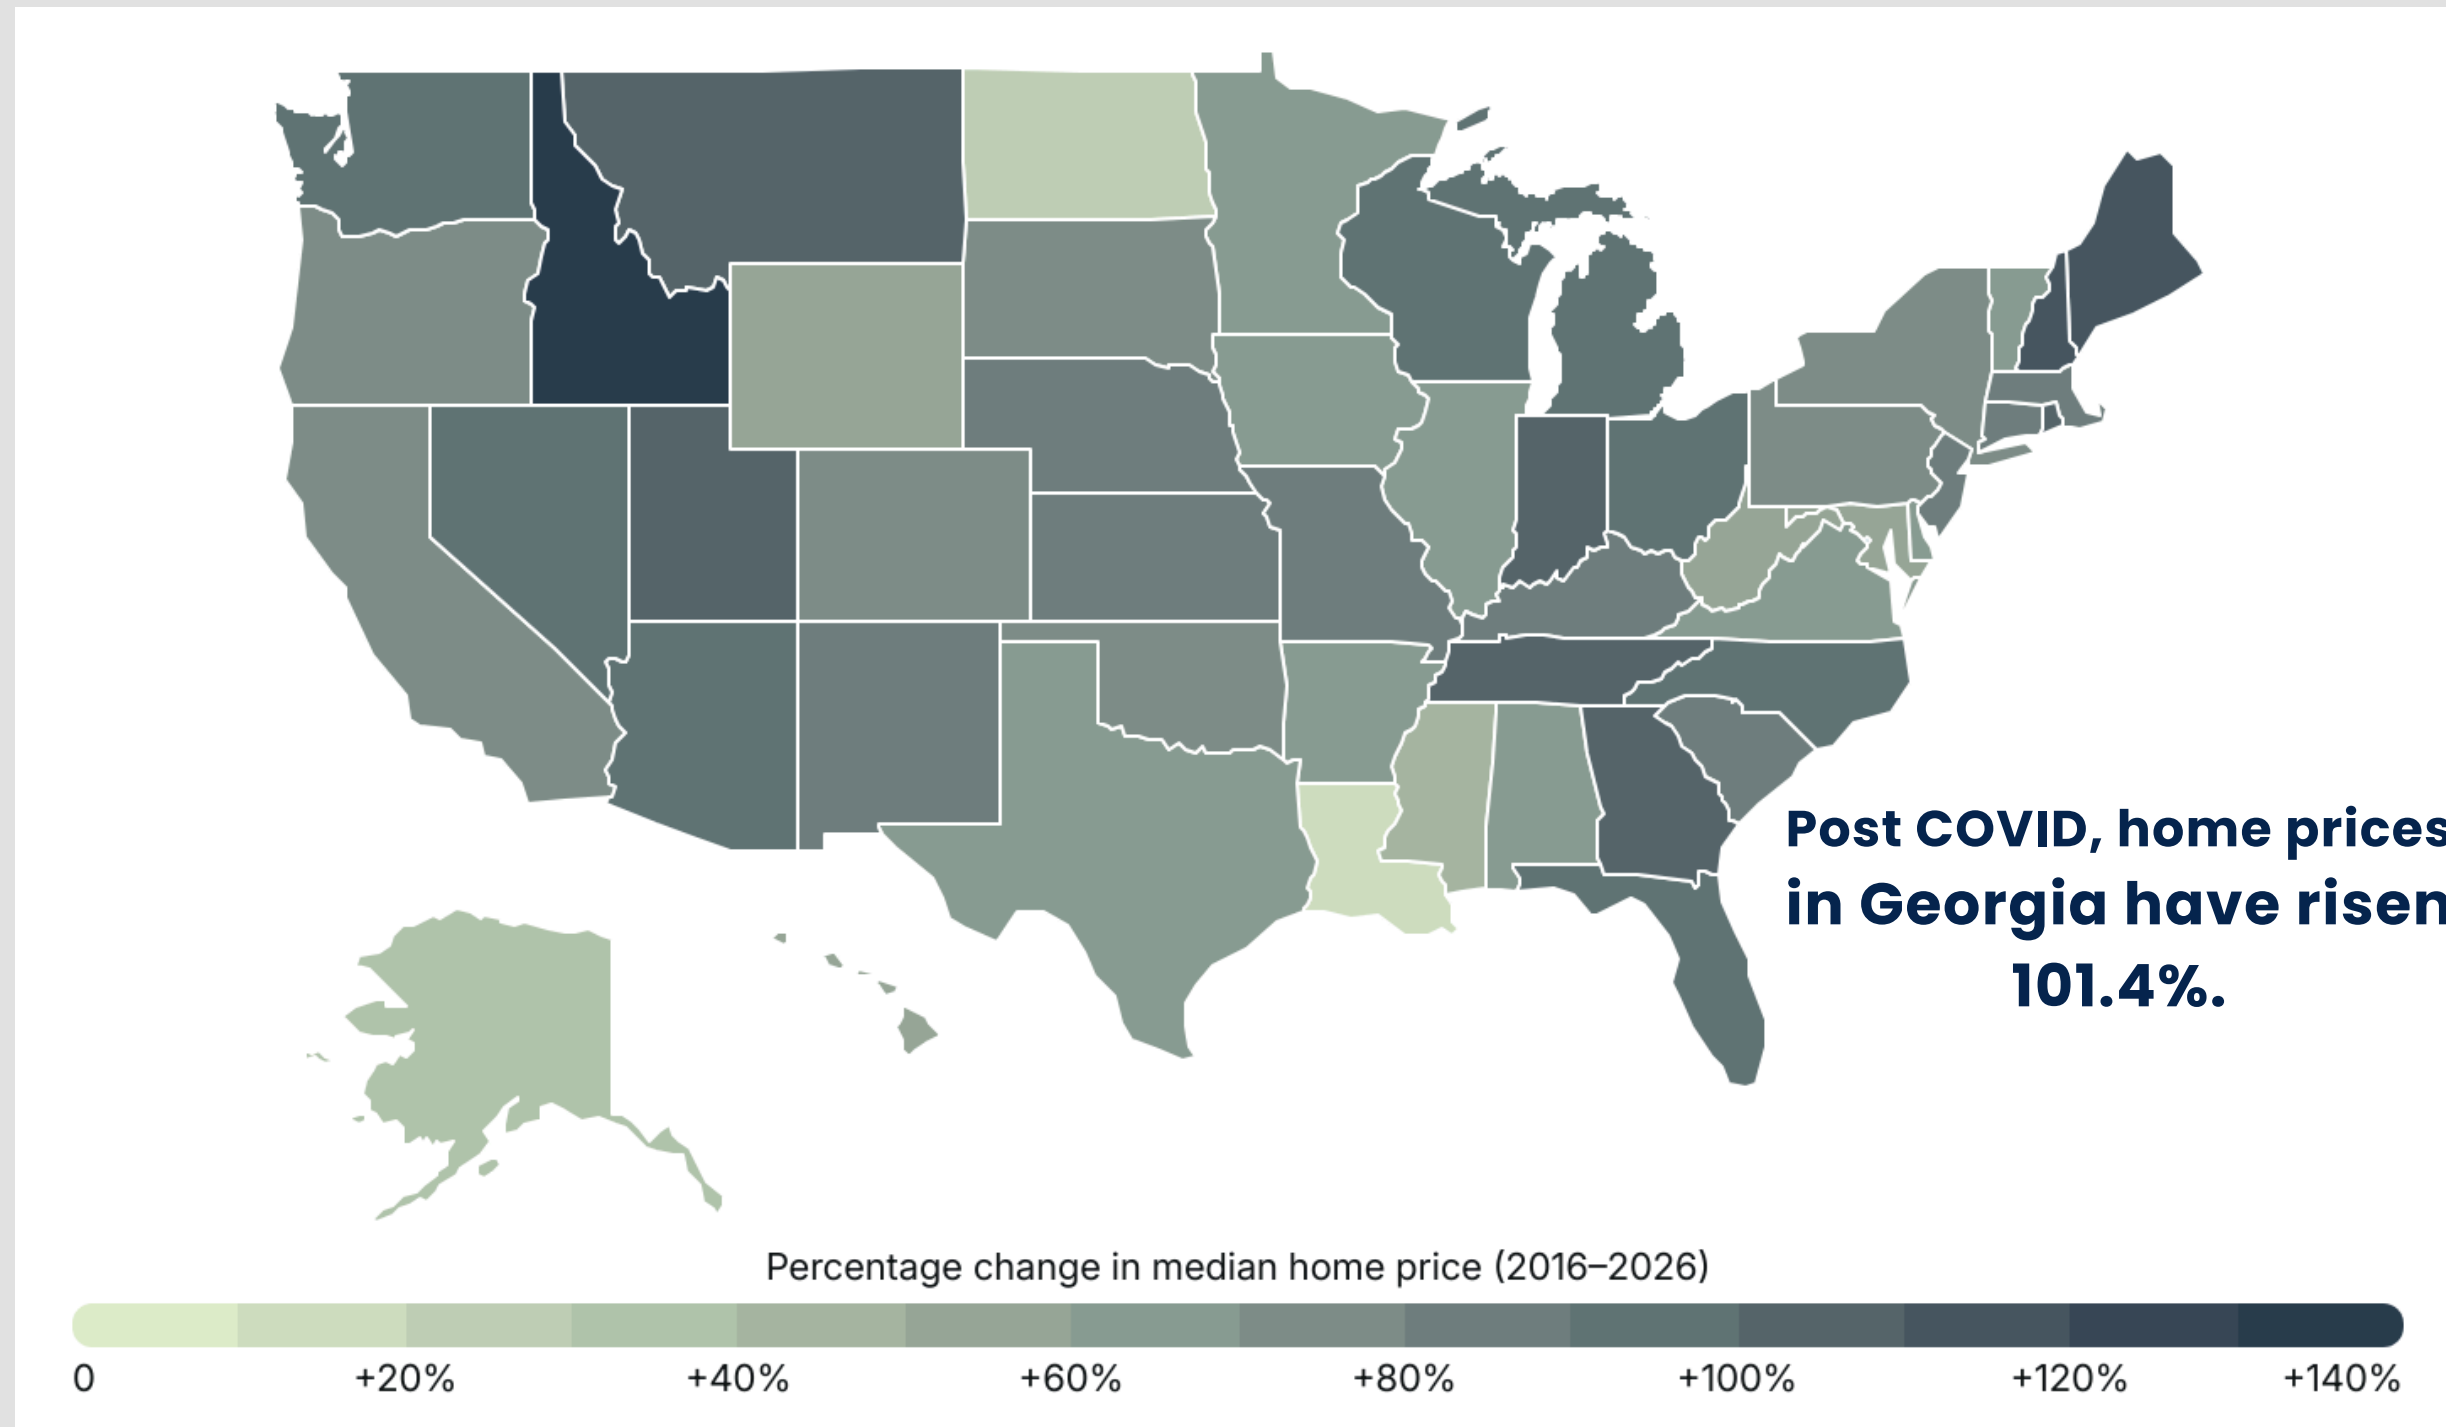 Post COVID, home prices
in Georgia have risen
101.4%.
Percentage change in median home price (2016–2026)
0 +20% +40% +60% +80% +100% +120% +140%